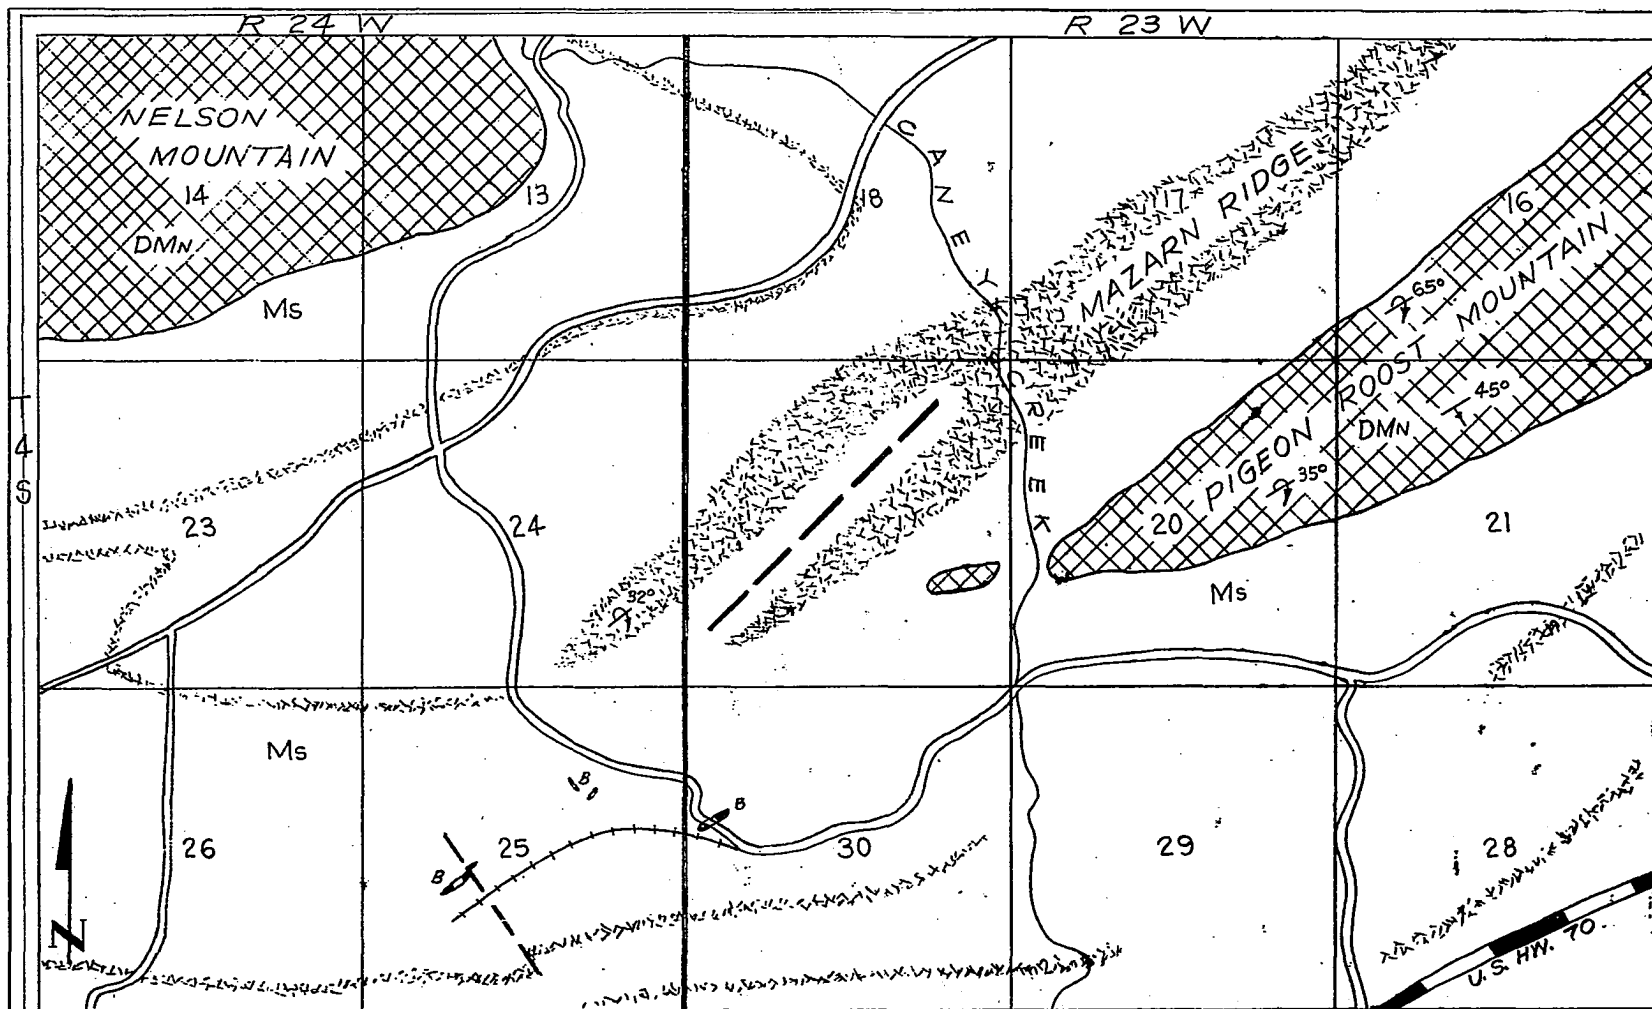 R 24 W
R 23 W
NELSON
MOUNTAIN
14
DMN
13
18
17
16
CANEY CREEK
MAZARN RIDGE
PIGEON ROOST MOUNTAIN
65°
45°
35°
DMN
Ms
T
4
S
23
24
20
21
32°
Ms
Ms
B
B
B
26
25
30
29
28
N
U.S. HW. 70